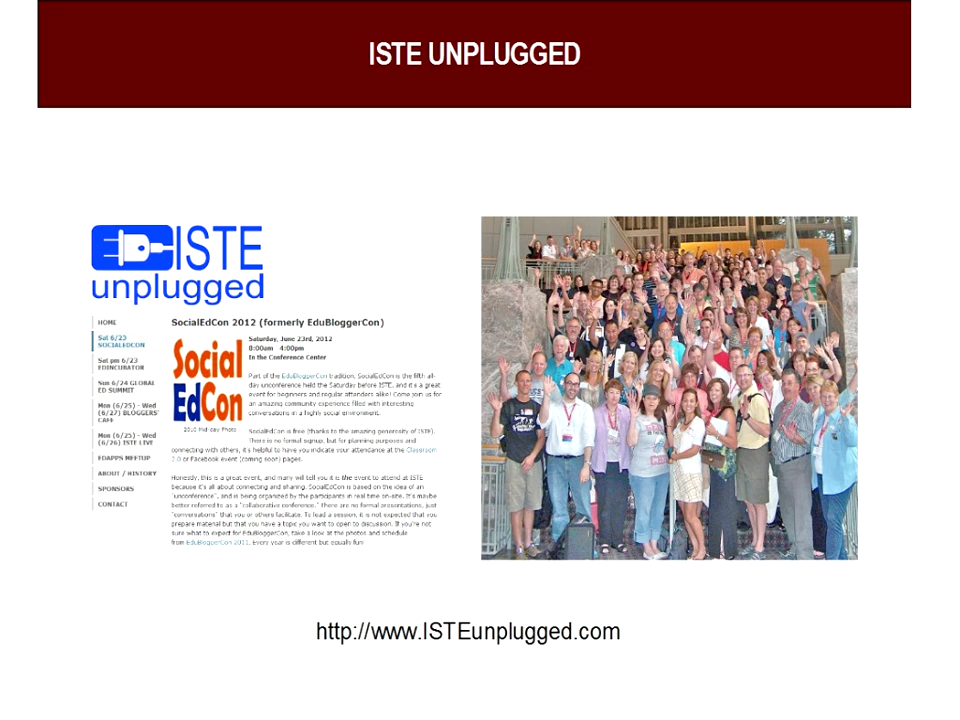 ISTE UNPLUGGED
ISTE
unplugged
HOME
Sat 6/23
SOCIALEDCON
Sat pm 6/23
EDINCUBATOR
Sun 6/24 GLOBAL
ED SUMMIT
Mon (6/25) - Wed
(6/27) BLOGGERS'
CAFE
Mon (6/25) - Wed
(6/26) ISTE LIVE
EDAPPS MEETUP
ABOUT / HISTORY
SPONSORS
CONTACT
SocialEdCon 2012 (formerly EduBloggerCon)
Social
EdCon
2010 Mid-day Photo
Saturday, June 23rd, 2012
8:00am - 4:00pm
In the Conference Center
Part of the EduBloggerCon tradition, SocialEdCon is the fifth all-
day unconference held the Saturday before ISTE, and it's a great
event for beginners and regular attenders alike! Come join us for
an amazing community experience filled with interesting
conversations in a highly social environment.
SocialEdCon is free (thanks to the amazing generosity of ISTE).
There is no formal signup, but for planning purposes and
connecting with others, it's helpful to have you indicate your attendance at the Classroom
2.0 or Facebook event (coming soon) pages.
Honestly, this is a great event, and many will tell you it is the event to attend at ISTE
because it's all about connecting and sharing. SocialEdCon is based on the idea of an
"unconference", and is being organized by the participants in real time on-site. It's maybe
better referred to as a "collaborative conference." There are no formal presentations, just
"conversations" that you or others facilitate. To lead a session, it is not expected that you
prepare material but that you have a topic you want to open to discussion. If you're not
sure what to expect for EduBloggerCon, take a look at the photos and schedule
from EduBloggerCon 2011. Every year is different but equally fun!
http://www.ISTEunplugged.com